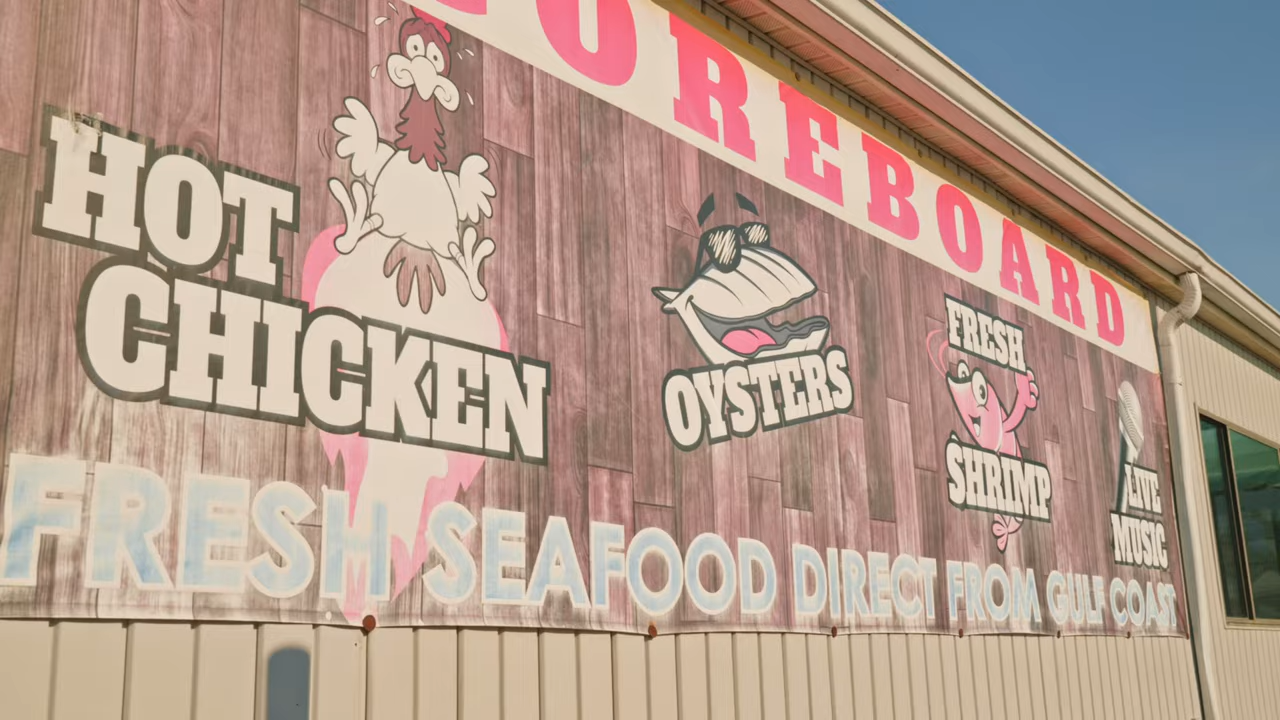 OREBOARD
HOT
CHICKEN
OYSTERS
FRESH
SHRIMP
LIVE
MUSIC
FRESH SEAFOOD DIRECT FROM GULF COAST